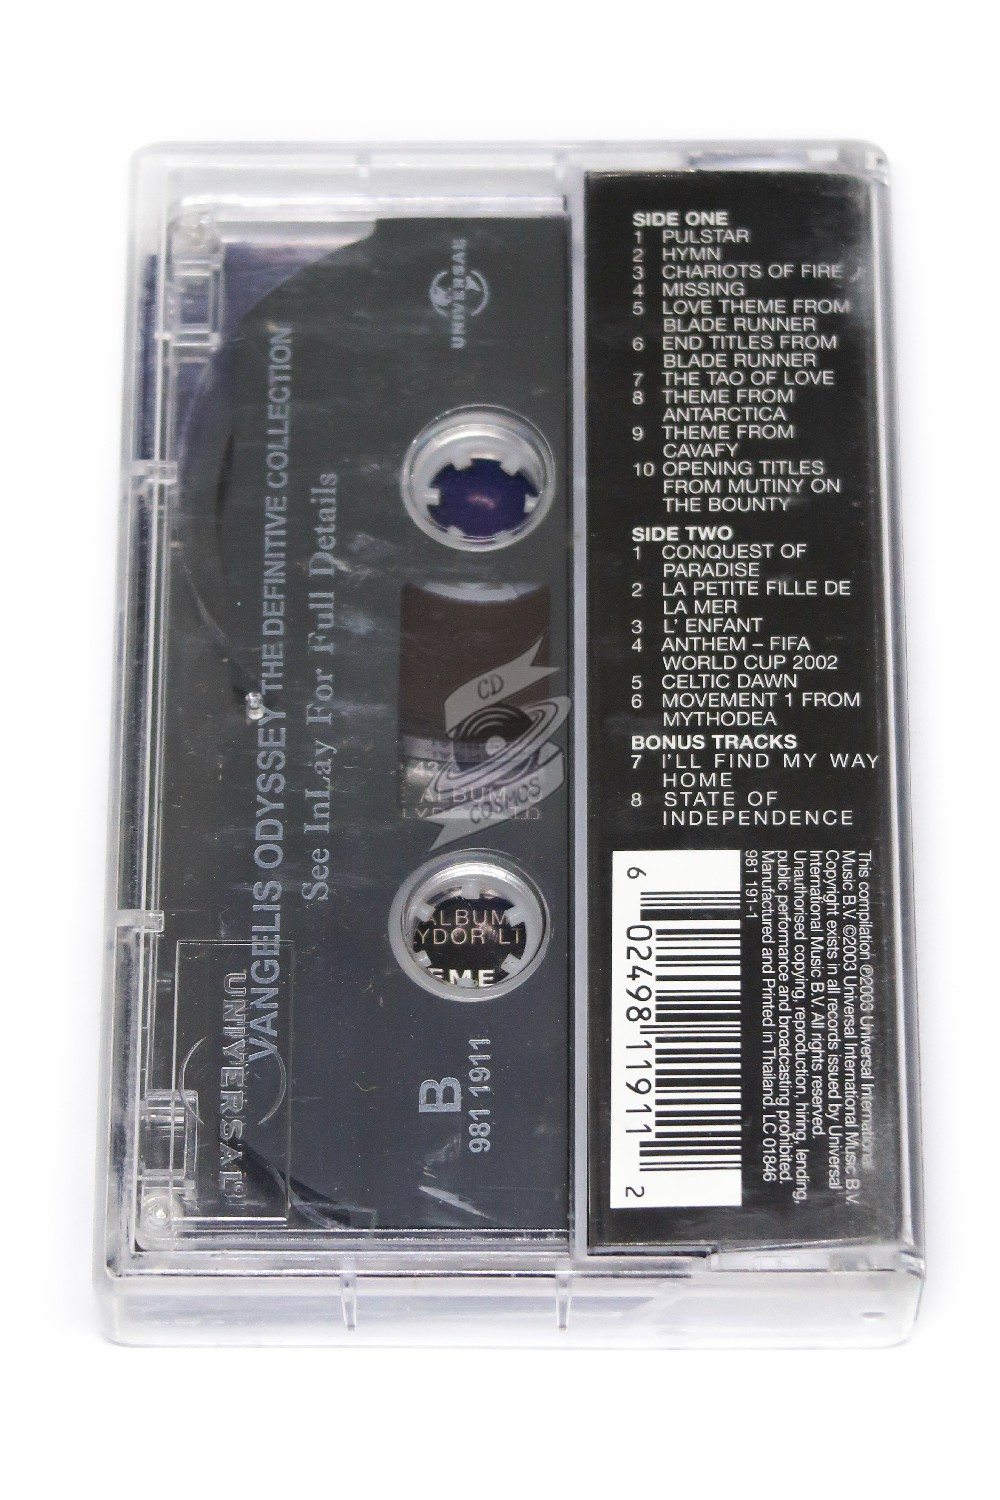 UNIVERSAL
VANGELIS ODYSSEY THE DEFINITIVE COLLECTION
See InLay For Full Details
B
981 1911
UNIVERSAL
CD
COSMOS
ALBUM
ALBUM
YDOR LT
EME
SIDE ONE
1 PULSTAR
2 HYMN
3 CHARIOTS OF FIRE
4 MISSING
5 LOVE THEME FROM
BLADE RUNNER
6 END TITLES FROM
BLADE RUNNER
7 THE TAO OF LOVE
8 THEME FROM
ANTARCTICA
9 THEME FROM
CAVAFY
10 OPENING TITLES
FROM MUTINY ON
THE BOUNTY
SIDE TWO
1 CONQUEST OF
PARADISE
2 LA PETITE FILLE DE
LA MER
3 L' ENFANT
4 ANTHEM – FIFA
WORLD CUP 2002
5 CELTIC DAWN
6 MOVEMENT 1 FROM
MYTHODEA
BONUS TRACKS
7 I'LL FIND MY WAY
HOME
8 STATE OF
INDEPENDENCE
This compilation ℗2003 Universal International
Music B.V. ©2003 Universal International Music B.V.
Copyright exists in all records issued by Universal
International Music B.V. All rights reserved.
Unauthorised copying, reproduction, hiring, lending,
public performance and broadcasting prohibited.
Manufactured and Printed in Thailand. LC 01846
981 191-1
6 02498 11911 2